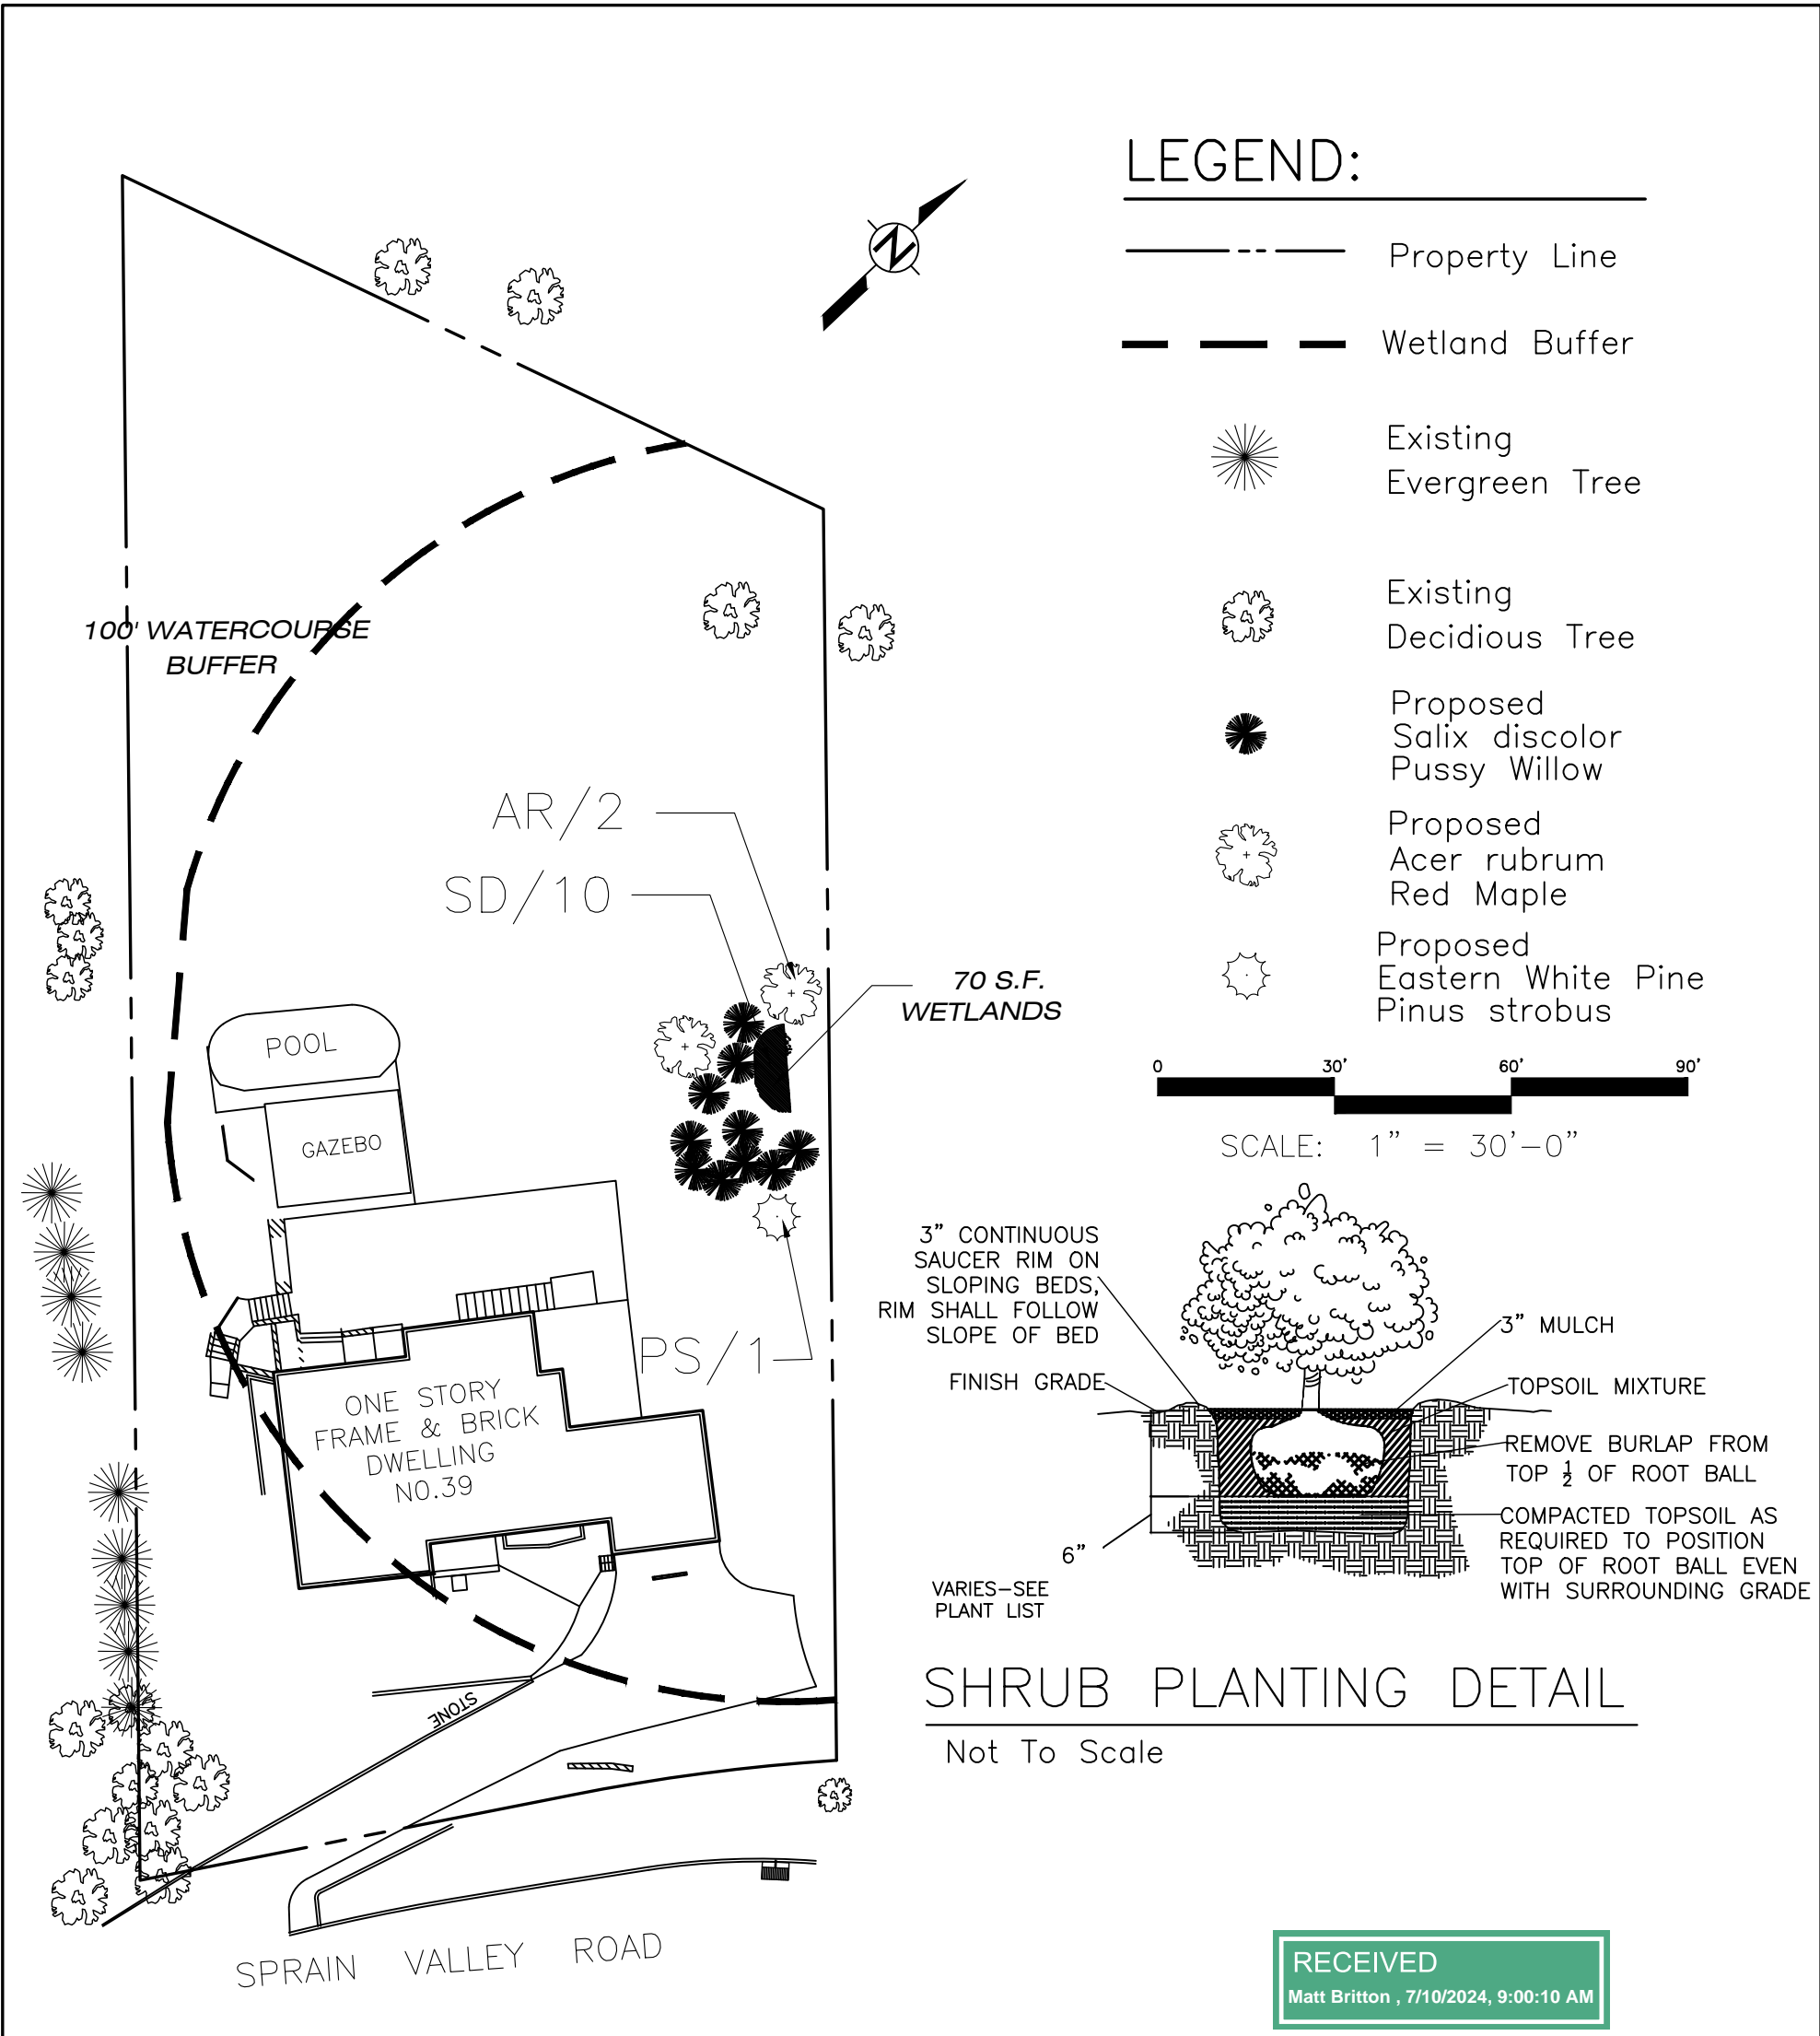 LEGEND:
Property Line
Wetland Buffer
Existing
Evergreen Tree
Existing
Decidious Tree
Proposed
Salix discolor
Pussy Willow
Proposed
Acer rubrum
Red Maple
Proposed
Eastern White Pine
Pinus strobus
0 30' 60' 90'
SCALE: 1" = 30'-0"
N
100' WATERCOURSE
BUFFER
AR/2
SD/10
70 S.F.
WETLANDS
POOL
GAZEBO
PS/1
ONE STORY
FRAME & BRICK
DWELLING
NO.39
STONE
SPRAIN VALLEY ROAD
3" CONTINUOUS
SAUCER RIM ON
SLOPING BEDS,
RIM SHALL FOLLOW
SLOPE OF BED
FINISH GRADE
6"
VARIES-SEE
PLANT LIST
3" MULCH
TOPSOIL MIXTURE
REMOVE BURLAP FROM
TOP 1/2 OF ROOT BALL
COMPACTED TOPSOIL AS
REQUIRED TO POSITION
TOP OF ROOT BALL EVEN
WITH SURROUNDING GRADE
SHRUB PLANTING DETAIL
Not To Scale
RECEIVED
Matt Britton , 7/10/2024, 9:00:10 AM